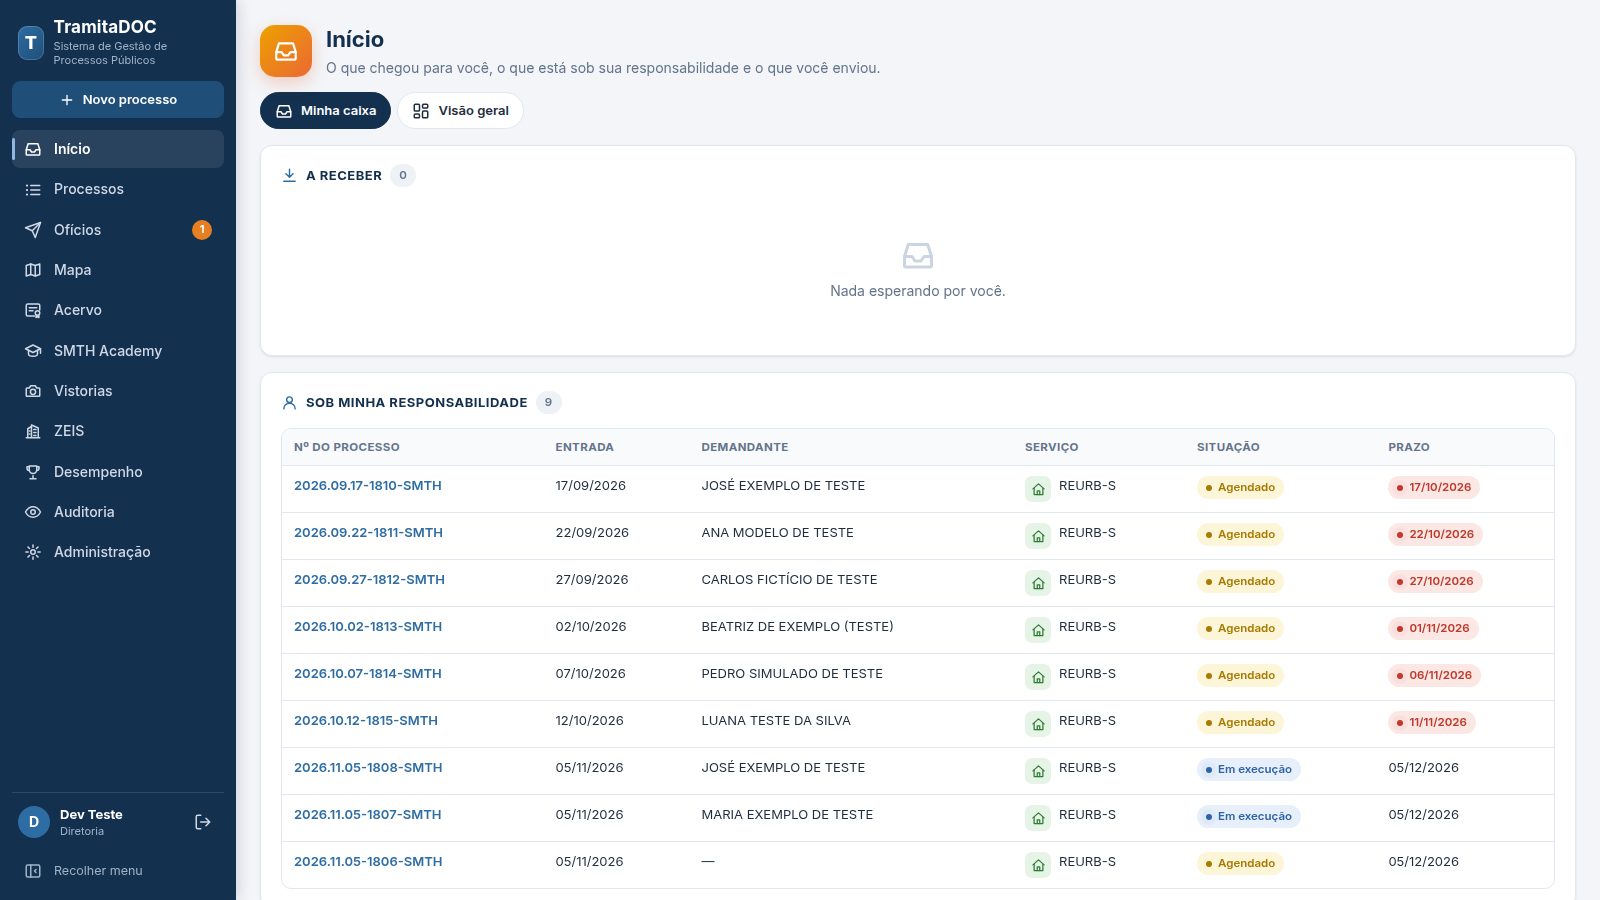 T
TramitaDOC
Sistema de Gestão de
Processos Públicos
Novo processo
Início
Processos
Ofícios 1
Mapa
Acervo
SMTH Academy
Vistorias
ZEIS
Desempenho
Auditoria
Administração
D
Dev Teste
Diretoria
Recolher menu
Início
O que chegou para você, o que está sob sua responsabilidade e o que você enviou.
Minha caixa Visão geral
A RECEBER 0
Nada esperando por você.
SOB MINHA RESPONSABILIDADE 9
Nº DO PROCESSO ENTRADA DEMANDANTE SERVIÇO SITUAÇÃO PRAZO
2026.09.17-1810-SMTH 17/09/2026 JOSÉ EXEMPLO DE TESTE REURB-S Agendado 17/10/2026
2026.09.22-1811-SMTH 22/09/2026 ANA MODELO DE TESTE REURB-S Agendado 22/10/2026
2026.09.27-1812-SMTH 27/09/2026 CARLOS FICTÍCIO DE TESTE REURB-S Agendado 27/10/2026
2026.10.02-1813-SMTH 02/10/2026 BEATRIZ DE EXEMPLO (TESTE) REURB-S Agendado 01/11/2026
2026.10.07-1814-SMTH 07/10/2026 PEDRO SIMULADO DE TESTE REURB-S Agendado 06/11/2026
2026.10.12-1815-SMTH 12/10/2026 LUANA TESTE DA SILVA REURB-S Agendado 11/11/2026
2026.11.05-1808-SMTH 05/11/2026 JOSÉ EXEMPLO DE TESTE REURB-S Em execução 05/12/2026
2026.11.05-1807-SMTH 05/11/2026 MARIA EXEMPLO DE TESTE REURB-S Em execução 05/12/2026
2026.11.05-1806-SMTH 05/11/2026 — REURB-S Agendado 05/12/2026